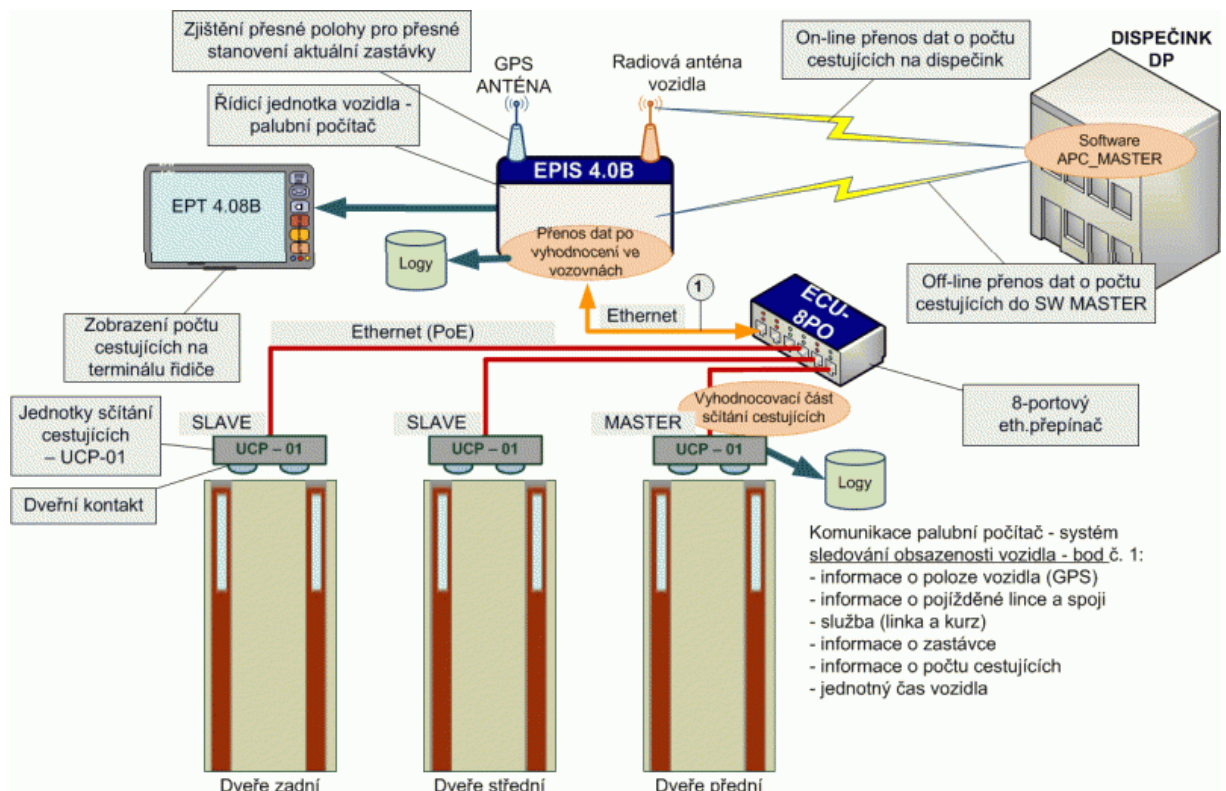 Zjištění přesné polohy pro přesné
stanovení aktuální zastávky
GPS
ANTÉNA
Radiová anténa
vozidla
On-line přenos dat o počtu
cestujících na dispečink
DISPEČINK
DP
Řídicí jednotka vozidla -
palubní počítač
Software
APC_MASTER
EPIS 4.0B
EPT 4.08B
Přenos dat po
vyhodnocení ve
vozovnách
Logy
Off-line přenos dat o počtu
cestujících do SW MASTER
1
Ethernet
ECU-
8PO
Zobrazení počtu
cestujících na
terminálu řidiče
Ethernet (PoE)
Vyhodnocovací část
sčítání cestujících
8-portový
eth.přepínač
Jednotky sčítání
cestujících
– UCP-01
SLAVE
SLAVE
MASTER
UCP – 01
UCP – 01
UCP – 01
Dveřní kontakt
Logy
Komunikace palubní počítač - systém
sledování obsazenosti vozidla - bod č. 1:
- informace o poloze vozidla (GPS)
- informace o pojížděné lince a spoji
- služba (linka a kurz)
- informace o zastávce
- informace o počtu cestujících
- jednotný čas vozidla
Dveře zadní
Dveře střední
Dveře přední